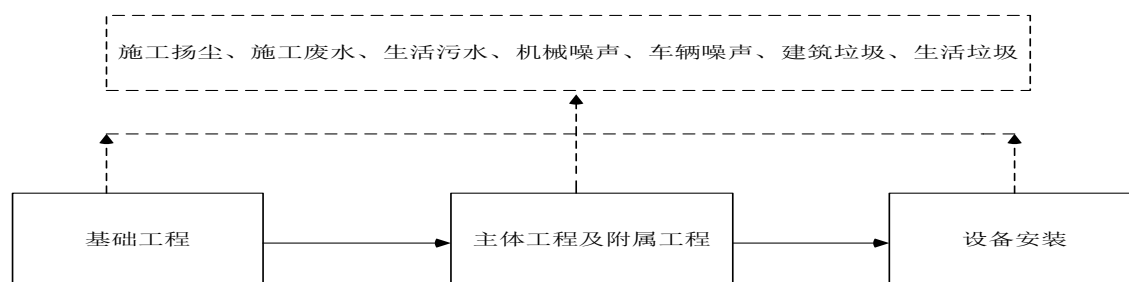 施工扬尘、施工废水、生活污水、机械噪声、车辆噪声、建筑垃圾、生活垃圾
基础工程
主体工程及附属工程
设备安装